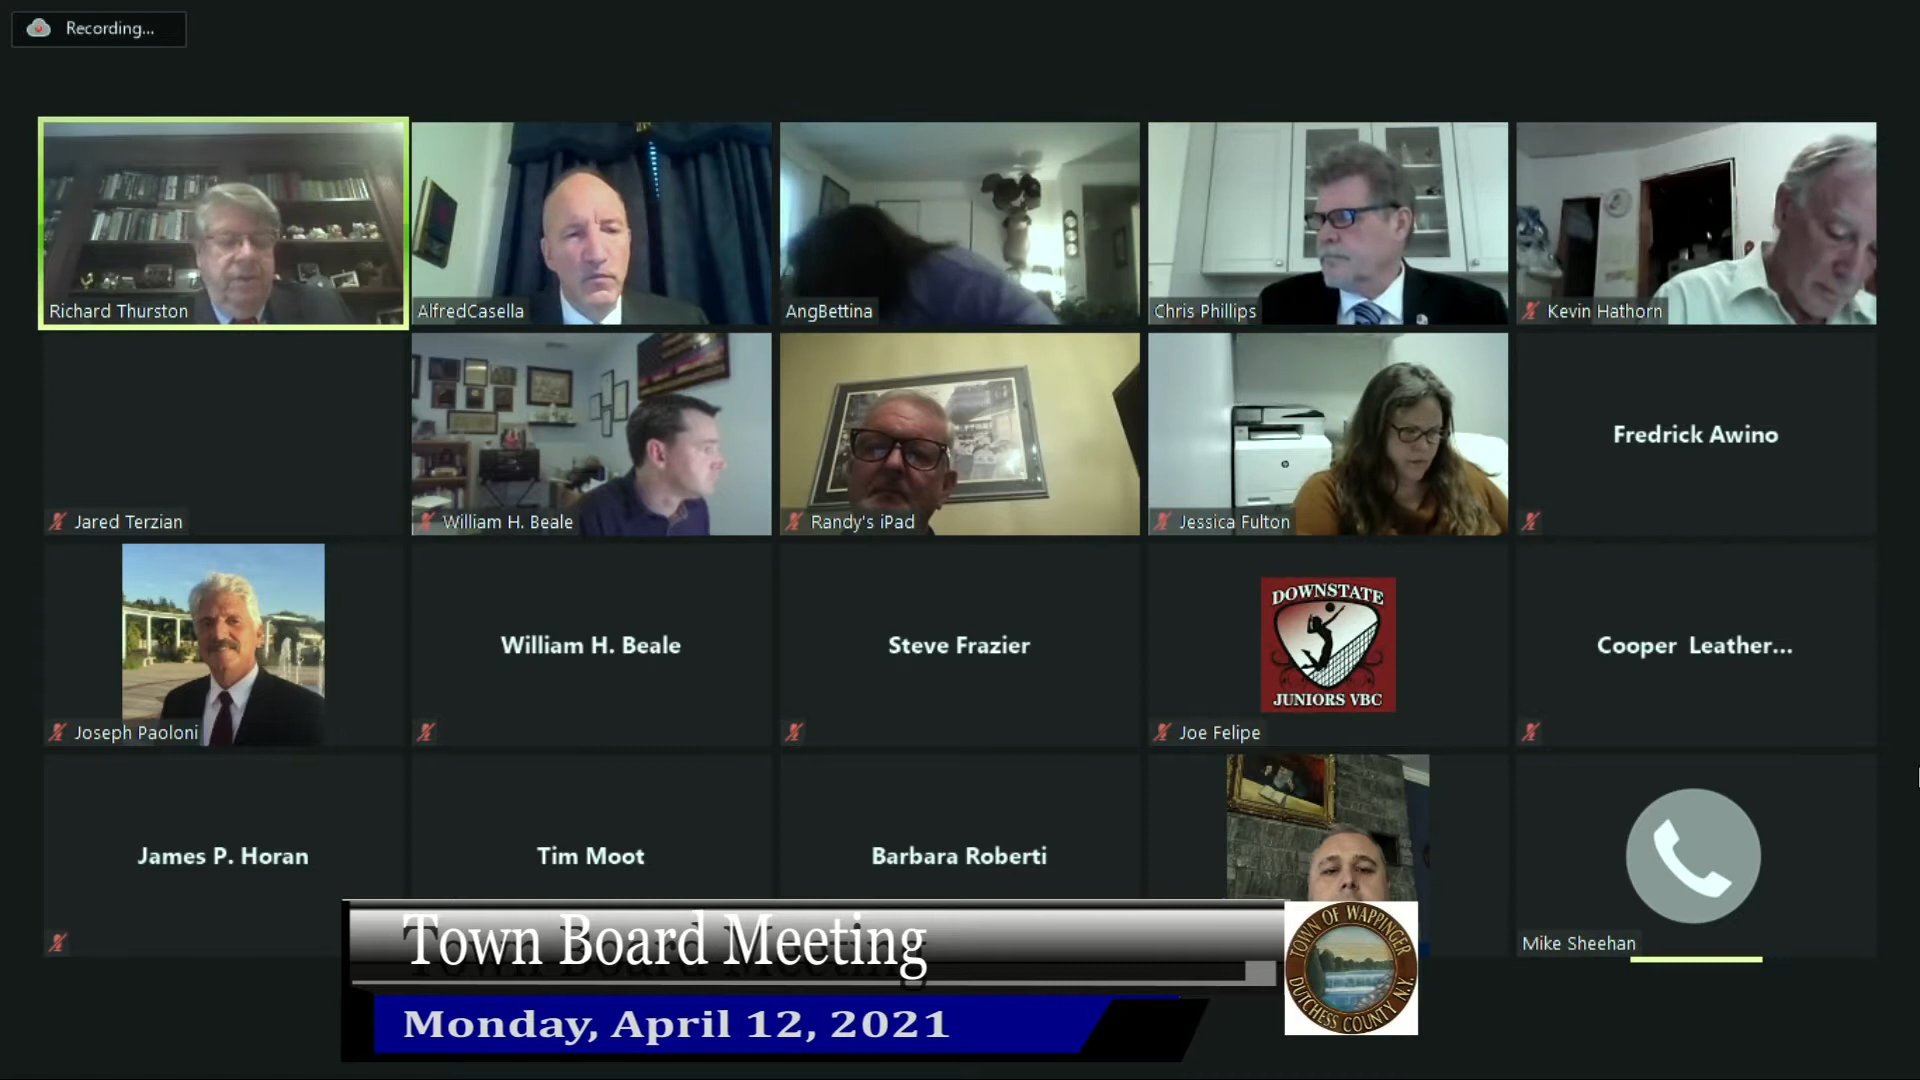 Recording...
Richard Thurston
AlfredCasella
AngBettina
Chris Phillips
Kevin Hathorn
Jared Terzian
William H. Beale
Randy's iPad
Jessica Fulton
Fredrick Awino
Joseph Paoloni
William H. Beale
Steve Frazier
DOWNSTATE
JUNIORS VBC
Joe Felipe
Cooper Leather...
James P. Horan
Tim Moot
Barbara Roberti
Mike Sheehan
Town Board Meeting
Monday, April 12, 2021
TOWN OF WAPPINGER
DUTCHESS COUNTY N.Y.